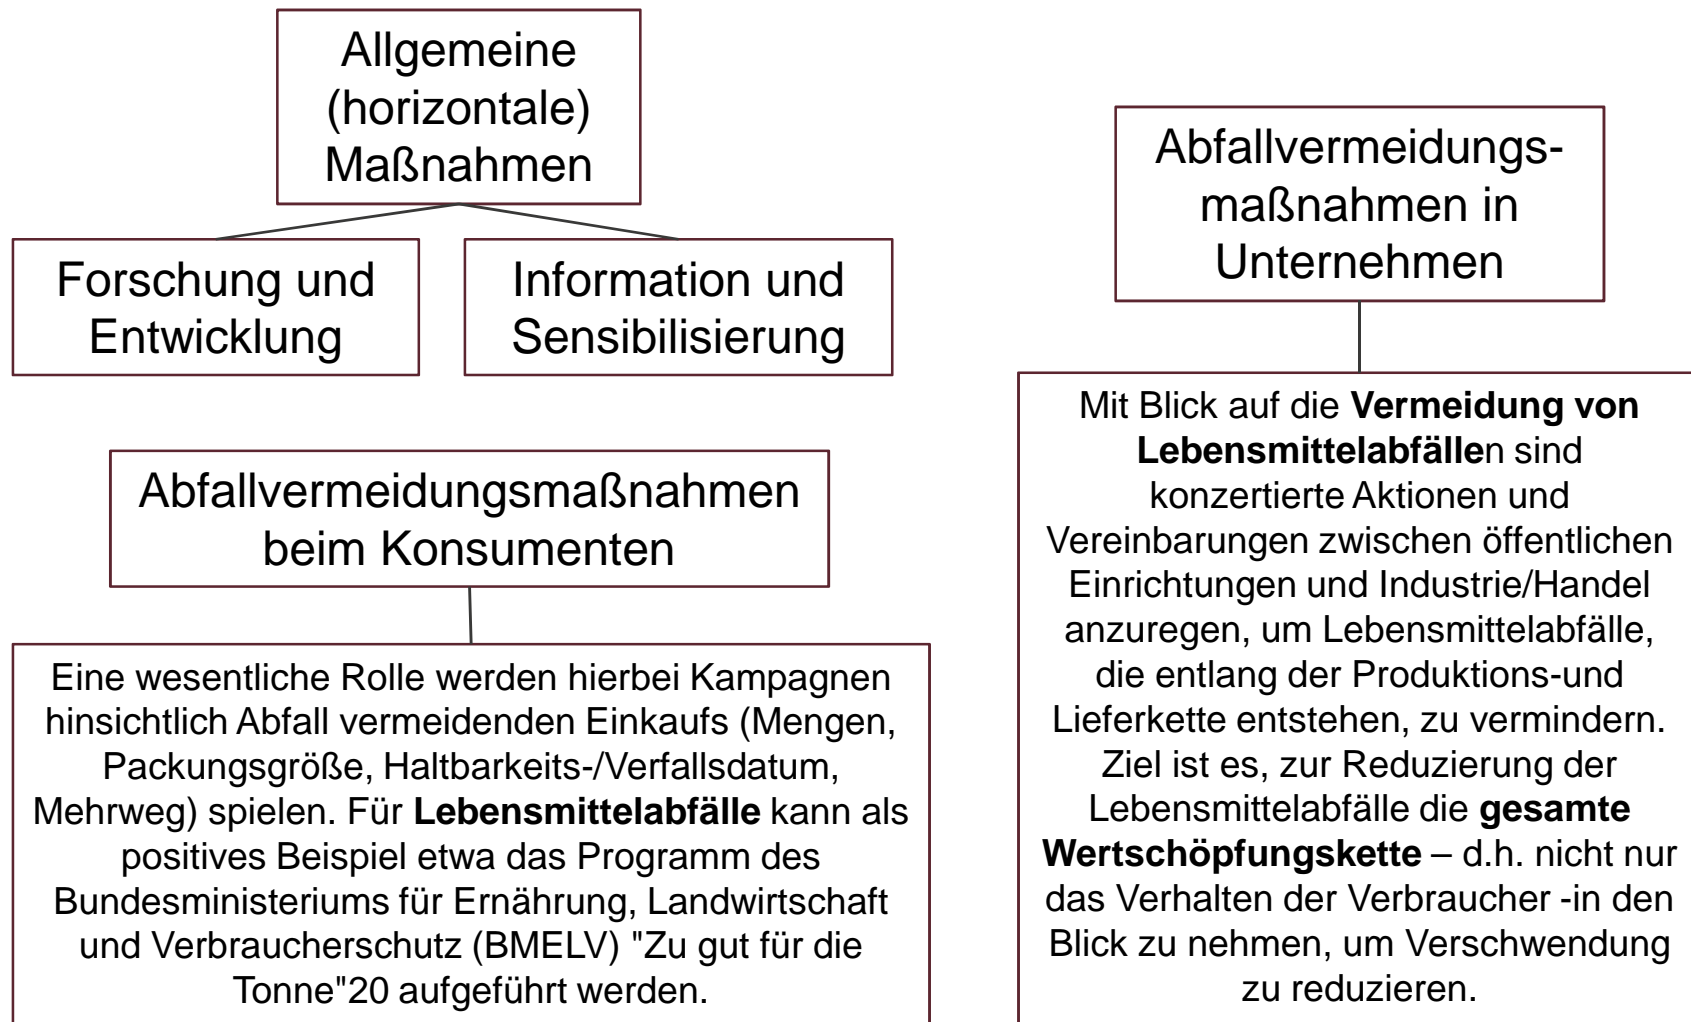 Allgemeine
(horizontale)
Maßnahmen
Forschung und
Entwicklung
Information und
Sensibilisierung
Abfallvermeidungsmaßnahmen
beim Konsumenten
Eine wesentliche Rolle werden hierbei Kampagnen
hinsichtlich Abfall vermeidenden Einkaufs (Mengen,
Packungsgröße, Haltbarkeits-/Verfallsdatum,
Mehrweg) spielen. Für Lebensmittelabfälle kann als
positives Beispiel etwa das Programm des
Bundesministeriums für Ernährung, Landwirtschaft
und Verbraucherschutz (BMELV) "Zu gut für die
Tonne"20 aufgeführt werden.
Abfallvermeidungs-
maßnahmen in
Unternehmen
Mit Blick auf die Vermeidung von
Lebensmittelabfällen sind
konzertierte Aktionen und
Vereinbarungen zwischen öffentlichen
Einrichtungen und Industrie/Handel
anzuregen, um Lebensmittelabfälle,
die entlang der Produktions-und
Lieferkette entstehen, zu vermindern.
Ziel ist es, zur Reduzierung der
Lebensmittelabfälle die gesamte
Wertschöpfungskette – d.h. nicht nur
das Verhalten der Verbraucher -in den
Blick zu nehmen, um Verschwendung
zu reduzieren.